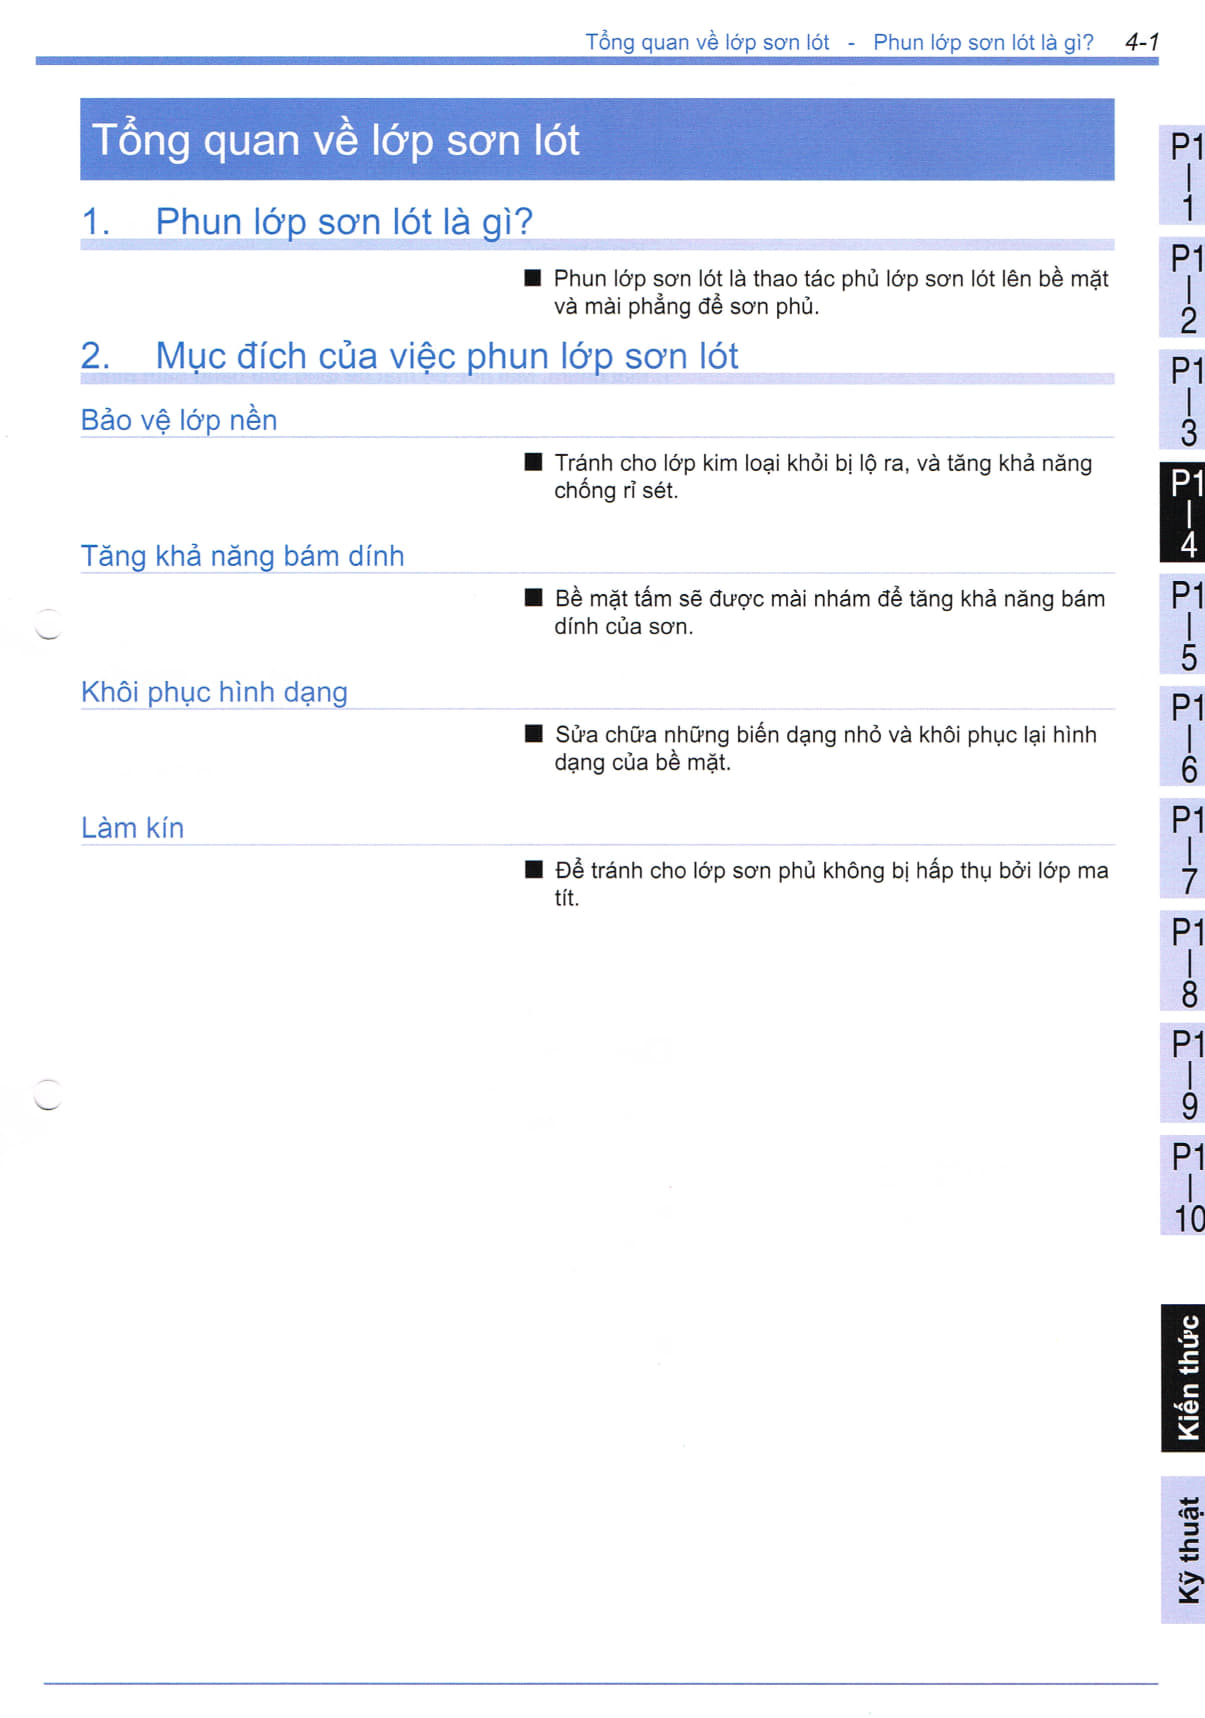 Tổng quan về lớp sơn lót - Phun lớp sơn lót là gì? 4-1
Tổng quan về lớp sơn lót
1. Phun lớp sơn lót là gì?
■ Phun lớp sơn lót là thao tác phủ lớp sơn lót lên bề mặt
và mài phẳng để sơn phủ.
2. Mục đích của việc phun lớp sơn lót
Bảo vệ lớp nền
■ Tránh cho lớp kim loại khỏi bị lộ ra, và tăng khả năng
chống rỉ sét.
Tăng khả năng bám dính
■ Bề mặt tấm sẽ được mài nhám để tăng khả năng bám
dính của sơn.
Khôi phục hình dạng
■ Sửa chữa những biến dạng nhỏ và khôi phục lại hình
dạng của bề mặt.
Làm kín
■ Để tránh cho lớp sơn phủ không bị hấp thụ bởi lớp ma
tít.
P1
|
1
P1
|
2
P1
|
3
P1
|
4
P1
|
5
P1
|
6
P1
|
7
P1
|
8
P1
|
9
P1
|
10
Kiến thức
Kỹ thuật